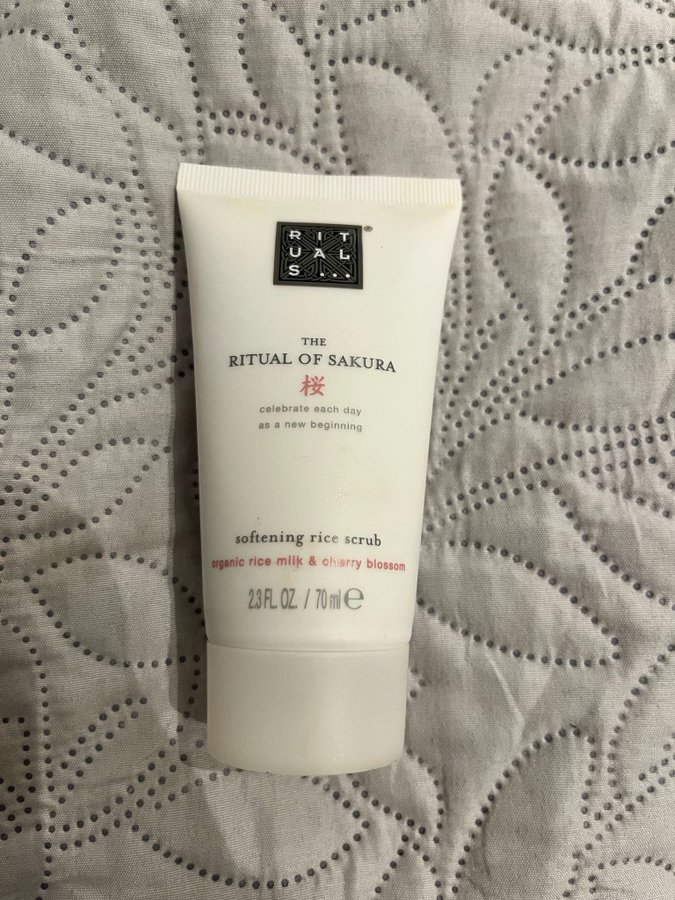 RIT
UAL
S...
®
THE
RITUAL OF SAKURA
桜
celebrate each day
as a new beginning
softening rice scrub
organic rice milk & cherry blossom
2.3 FL. OZ. / 70 ml ℮